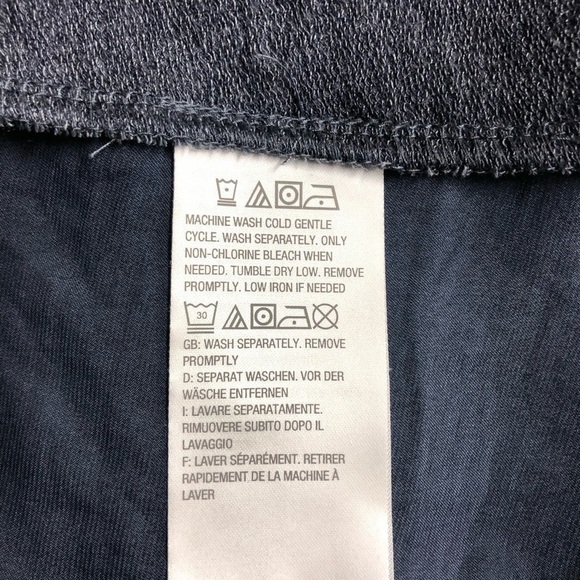 MACHINE WASH COLD GENTLE
CYCLE. WASH SEPARATELY. ONLY
NON-CHLORINE BLEACH WHEN
NEEDED. TUMBLE DRY LOW. REMOVE
PROMPTLY. LOW IRON IF NEEDED
30
GB: WASH SEPARATELY. REMOVE
PROMPTLY
D: SEPARAT WASCHEN. VOR DER
WÄSCHE ENTFERNEN
I: LAVARE SEPARATAMENTE.
RIMUOVERE SUBITO DOPO IL
LAVAGGIO
F: LAVER SÉPARÉMENT. RETIRER
RAPIDEMENT DE LA MACHINE À
LAVER